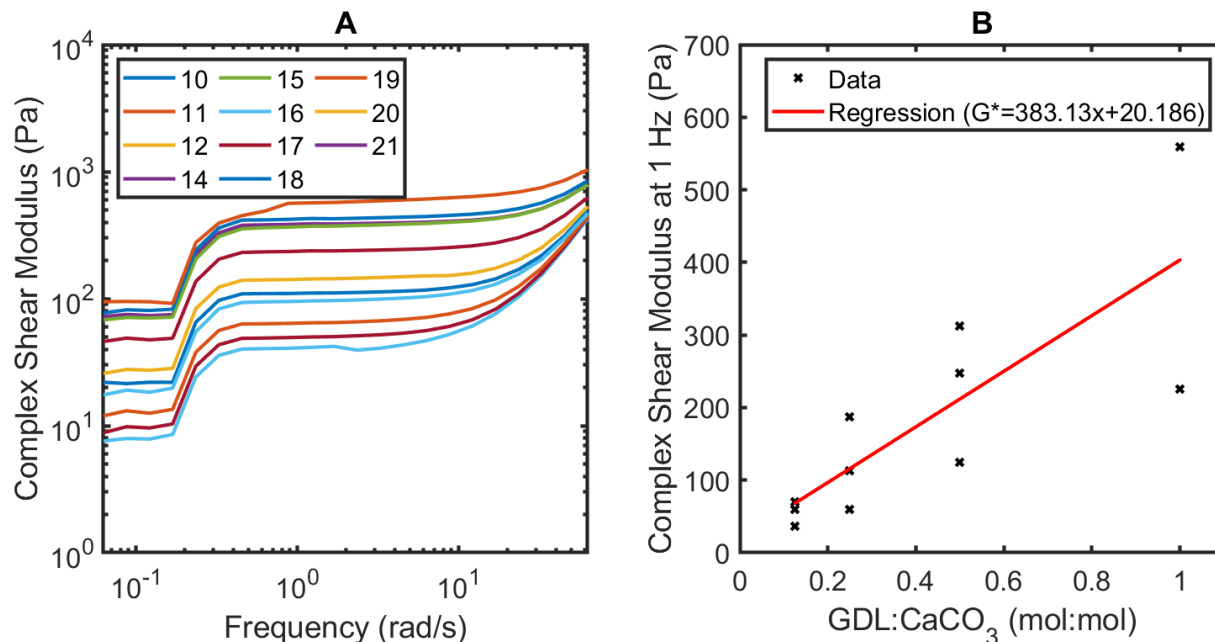 A
Complex Shear Modulus (Pa)
10^4
10^3
10^2
10^1
10^0
10 15 19
11 16 20
12 17 21
14 18
10^-1 10^0 10^1
Frequency (rad/s)
B
Complex Shear Modulus at 1 Hz (Pa)
700
600
500
400
300
200
100
0
Data
Regression (G*=383.13x+20.186)
0 0.2 0.4 0.6 0.8 1
GDL:CaCO₃ (mol:mol)